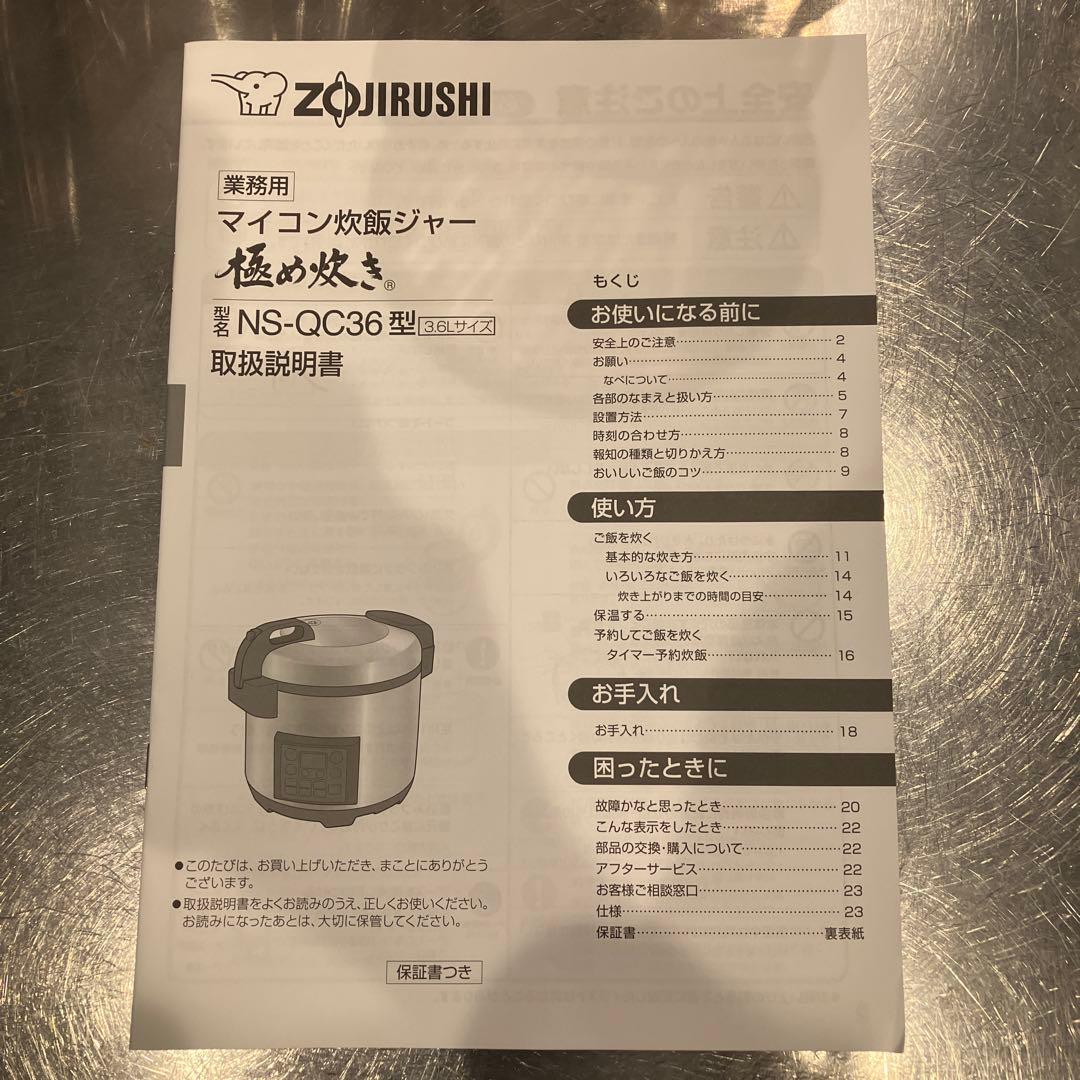 ZOJIRUSHI
業務用
マイコン炊飯ジャー
極め炊き®
型名 NS-QC36型 3.6Lサイズ
取扱説明書
●このたびは、お買い上げいただき、まことにありがとう
ございます。
●取扱説明書をよくお読みのうえ、正しくお使いください。
お読みになったあとは、大切に保管してください。
保証書つき
もくじ
お使いになる前に
安全上のご注意 2
お願い 4
なべについて 4
各部のなまえと扱い方 5
設置方法 7
時刻の合わせ方 8
報知の種類と切りかえ方 8
おいしいご飯のコツ 9
使い方
ご飯を炊く
基本的な炊き方 11
いろいろなご飯を炊く 14
炊き上がりまでの時間の目安 14
保温する 15
予約してご飯を炊く
タイマー予約炊飯 16
お手入れ
お手入れ 18
困ったときに
故障かなと思ったとき 20
こんな表示をしたとき 22
部品の交換・購入について 22
アフターサービス 22
お客様ご相談窓口 23
仕様 23
保証書 裏表紙